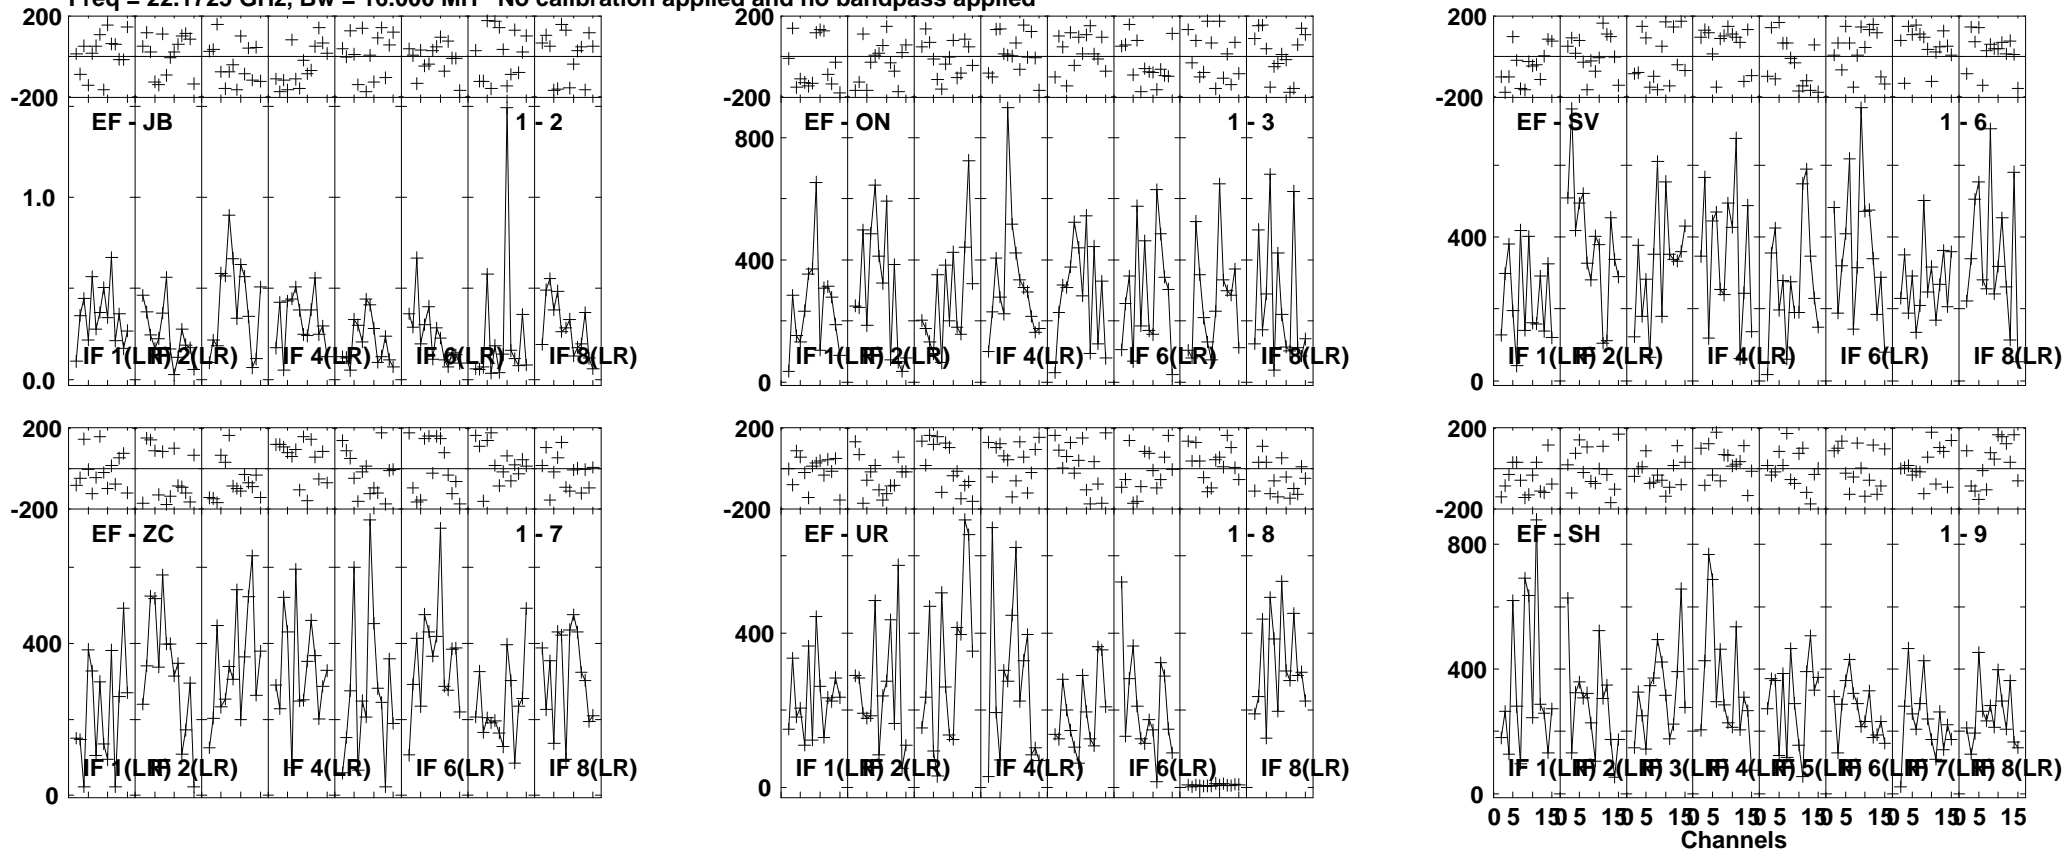 Freq = 22.1725 GHz, Bw = 16.000 MH No calibration applied and no bandpass applied
200
-200
EF - JB 1 - 2
1.0
0.0
IF 1(LR) IF 2(LR) IF 4(LR) IF 6(LR) IF 8(LR)
EF - ON 1 - 3
800
400
0
IF 1(LR) IF 2(LR) IF 4(LR) IF 6(LR) IF 8(LR)
200
-200
EF - SV 1 - 6
400
0
IF 1(LR) IF 2(LR) IF 4(LR) IF 6(LR) IF 8(LR)
200
-200
EF - ZC 1 - 7
400
0
IF 1(LR) IF 2(LR) IF 4(LR) IF 6(LR) IF 8(LR)
200
-200
EF - UR 1 - 8
400
0
IF 1(LR) IF 2(LR) IF 4(LR) IF 6(LR) IF 8(LR)
200
-200
EF - SH 1 - 9
800
400
0
IF 1(LR) IF 2(LR) IF 3(LR) IF 4(LR) IF 5(LR) IF 6(LR) IF 7(LR) IF 8(LR)
0 5 15 0 5 15 0 5 15 0 5 15 0 5 15 0 5 15 0 5 15 0 5 15
Channels